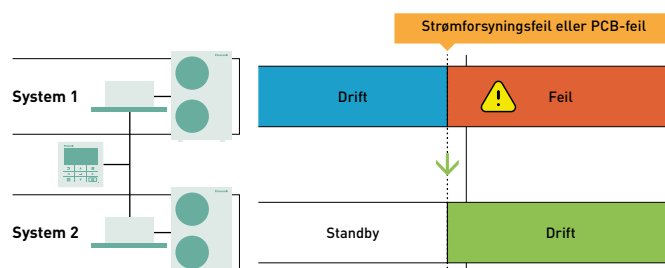 Strømforsyningsfeil eller PCB-feil
System 1
Drift
Feil
System 2
Standby
Drift